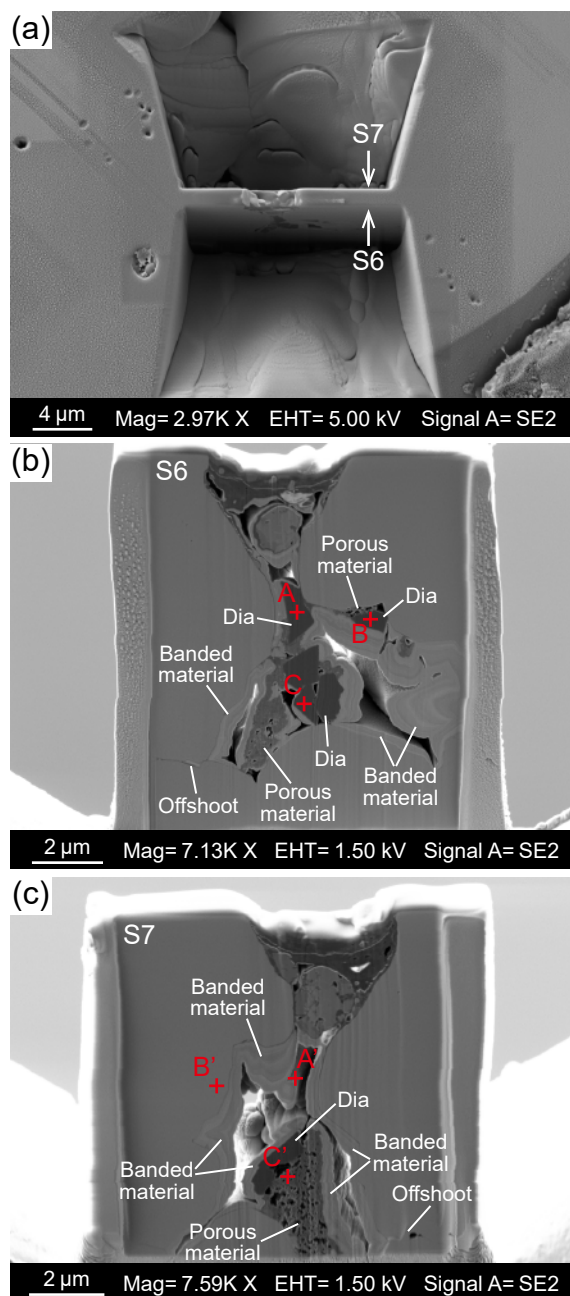 (a)
S7
S6
4 µm Mag= 2.97K X EHT= 5.00 kV Signal A= SE2
(b)
S6
Porous
material
A
Dia
Dia
B
Banded
material
C
Dia
Banded
material
Porous
material
Offshoot
2 µm Mag= 7.13K X EHT= 1.50 kV Signal A= SE2
(c)
S7
Banded
material
B’
A’
Dia
Banded
material
C’
Banded
material
Offshoot
Porous
material
2 µm Mag= 7.59K X EHT= 1.50 kV Signal A= SE2